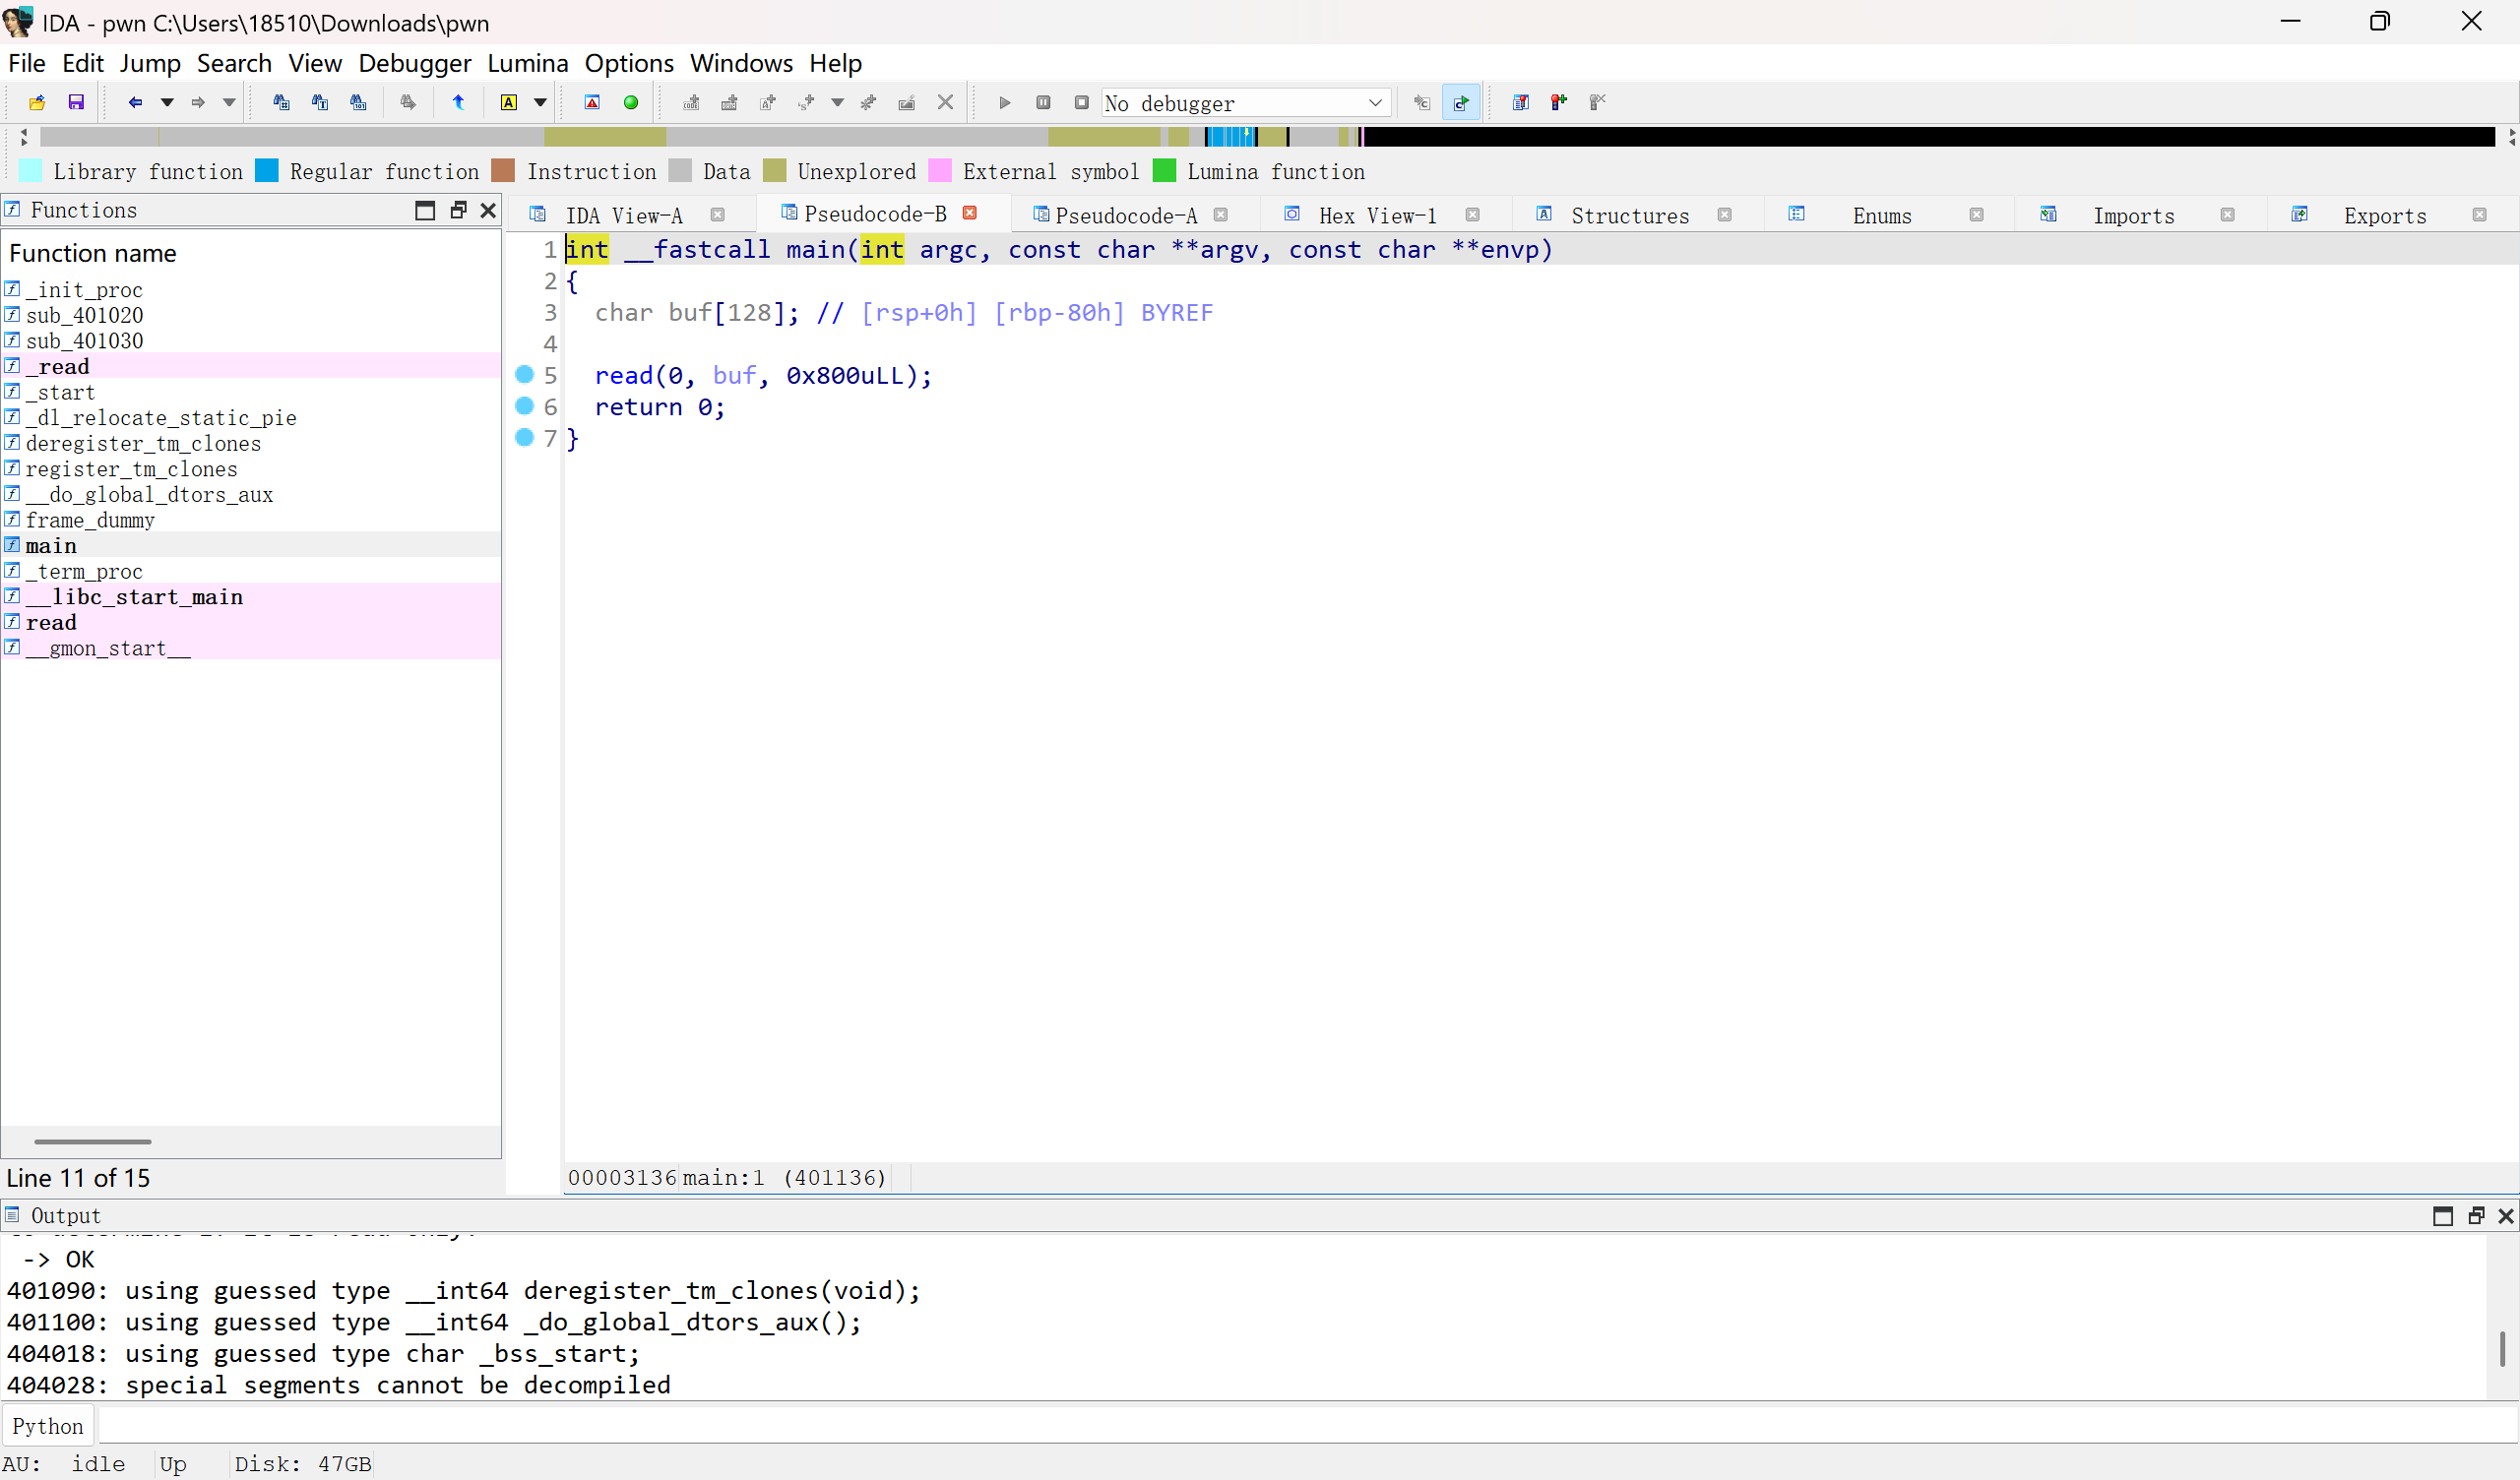 IDA - pwn C:\Users\18510\Downloads\pwn
File Edit Jump Search View Debugger Lumina Options Windows Help
No debugger
Library function Regular function Instruction Data Unexplored External symbol Lumina function
Functions
IDA View-A Pseudocode-B Pseudocode-A Hex View-1 Structures Enums Imports Exports
Function name
_init_proc
sub_401020
sub_401030
_read
_start
_dl_relocate_static_pie
deregister_tm_clones
register_tm_clones
__do_global_dtors_aux
frame_dummy
main
_term_proc
__libc_start_main
read
__gmon_start__
Line 11 of 15
1 int __fastcall main(int argc, const char **argv, const char **envp)
2 {
3 char buf[128]; // [rsp+0h] [rbp-80h] BYREF
4
5 read(0, buf, 0x800uLL);
6 return 0;
7 }
00003136 main:1 (401136)
Output
-> OK
401090: using guessed type __int64 deregister_tm_clones(void);
401100: using guessed type __int64 _do_global_dtors_aux();
404018: using guessed type char _bss_start;
404028: special segments cannot be decompiled
Python
AU: idle Up Disk: 47GB